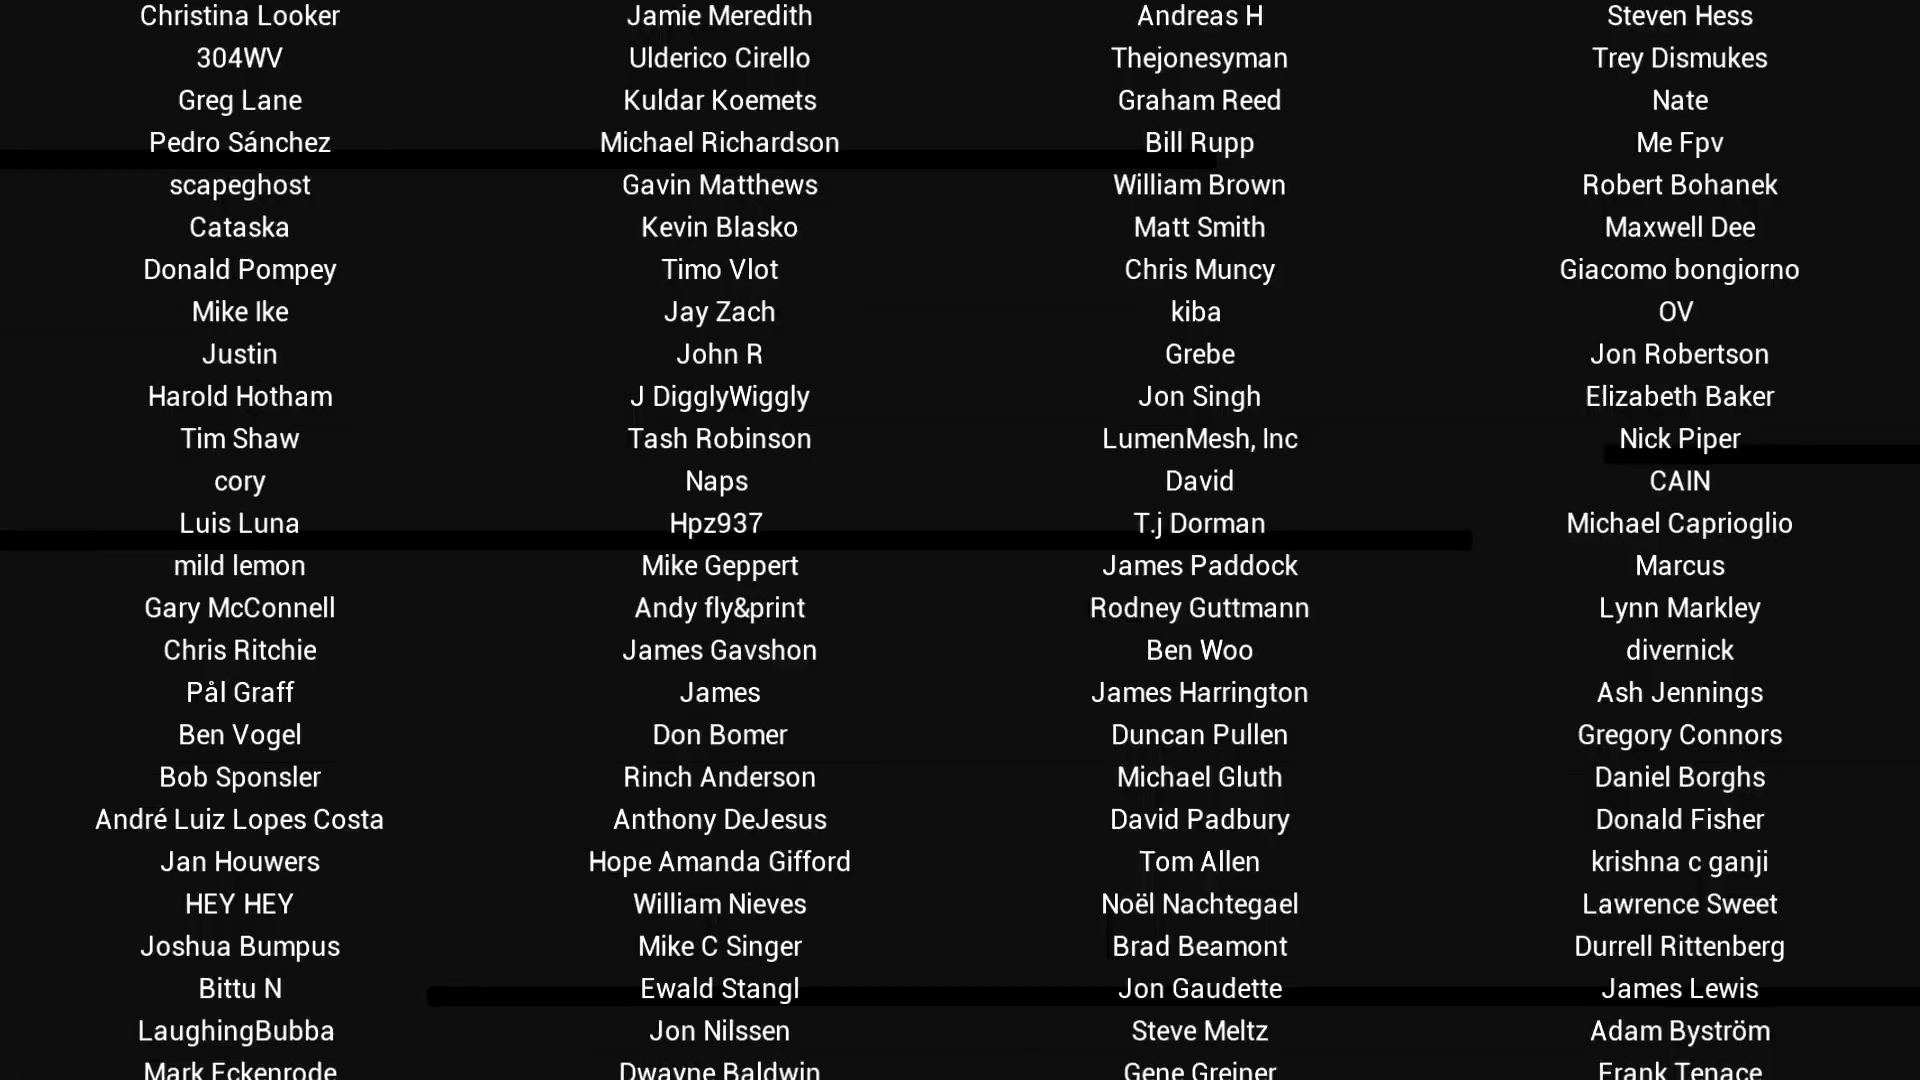 Christina Looker Jamie Meredith Andreas H Steven Hess
304WV Ulderico Cirello Thejonesyman Trey Dismukes
Greg Lane Kuldar Koemets Graham Reed Nate
Pedro Sánchez Michael Richardson Bill Rupp Me Fpv
scapeghost Gavin Matthews William Brown Robert Bohanek
Cataska Kevin Blasko Matt Smith Maxwell Dee
Donald Pompey Timo Vlot Chris Muncy Giacomo bongiorno
Mike Ike Jay Zach kiba OV
Justin John R Grebe Jon Robertson
Harold Hotham J DigglyWiggly Jon Singh Elizabeth Baker
Tim Shaw Tash Robinson LumenMesh, Inc Nick Piper
cory Naps David CAIN
Luis Luna Hpz937 T.j Dorman Michael Caprioglio
mild lemon Mike Geppert James Paddock Marcus
Gary McConnell Andy fly&print Rodney Guttmann Lynn Markley
Chris Ritchie James Gavshon Ben Woo divernick
Pål Graff James James Harrington Ash Jennings
Ben Vogel Don Bomer Duncan Pullen Gregory Connors
Bob Sponsler Rinch Anderson Michael Gluth Daniel Borghs
André Luiz Lopes Costa Anthony DeJesus David Padbury Donald Fisher
Jan Houwers Hope Amanda Gifford Tom Allen krishna c ganji
HEY HEY William Nieves Noël Nachtegael Lawrence Sweet
Joshua Bumpus Mike C Singer Brad Beamont Durrell Rittenberg
Bittu N Ewald Stangl Jon Gaudette James Lewis
LaughingBubba Jon Nilssen Steve Meltz Adam Byström
Mark Eckenrode Dwayne Baldwin Gene Greiner Frank Tenace